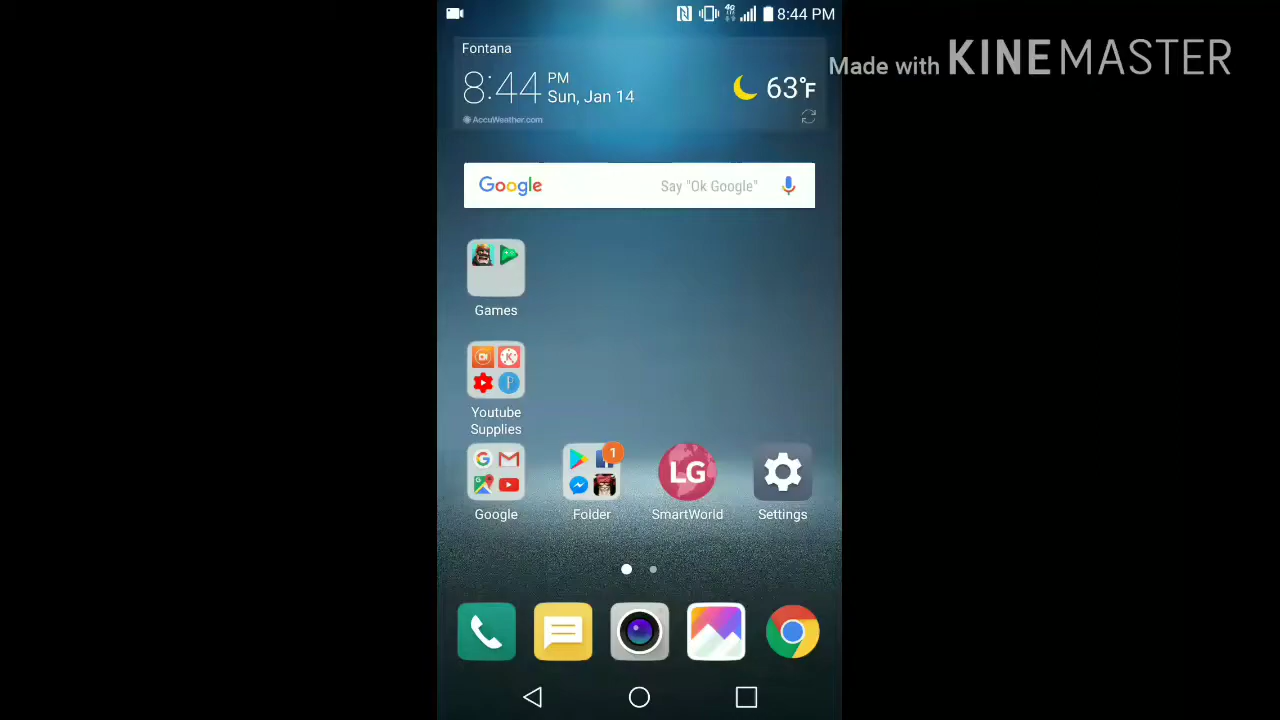 8:44 PM
Made with KINEMASTER
Fontana
8:44 PM
Sun, Jan 14
63°F
AccuWeather.com
Google Say "Ok Google"
Games
Youtube
Supplies
1
LG
Google Folder SmartWorld Settings